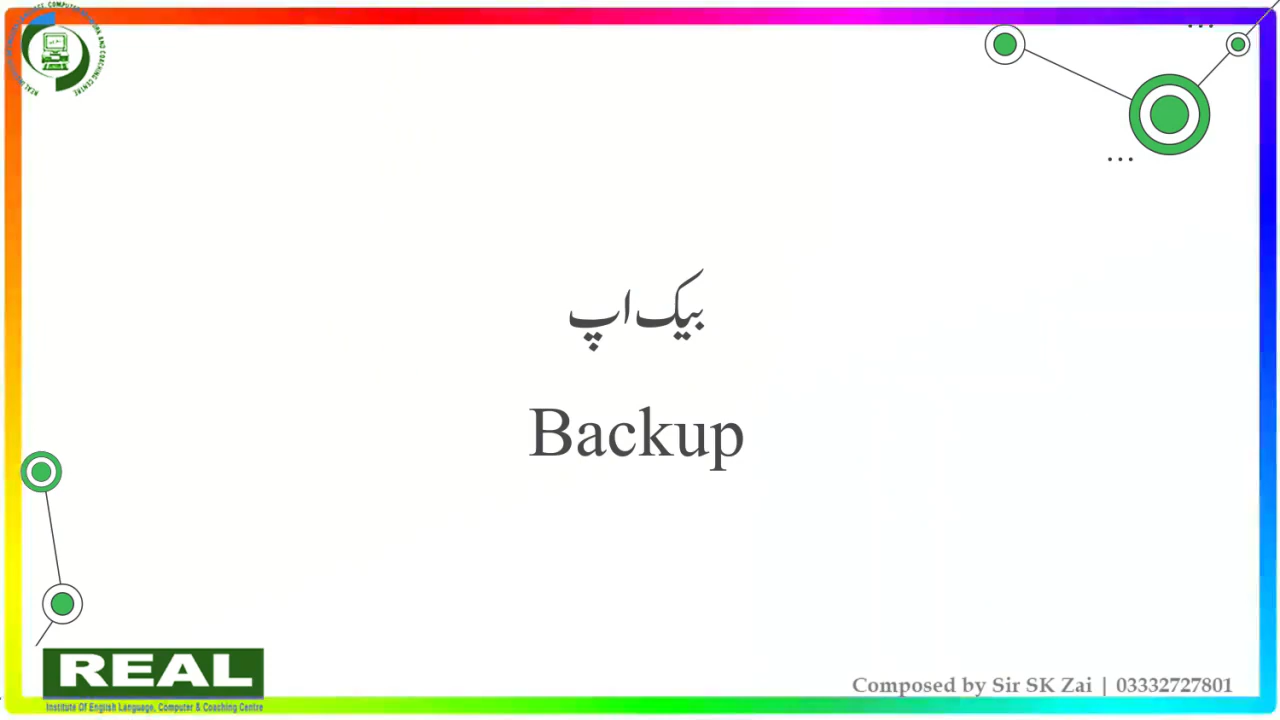 بیک اپ
Backup
REAL
Institute Of English Language, Computer & Coaching Centre
Composed by Sir SK Zai | 03332727801